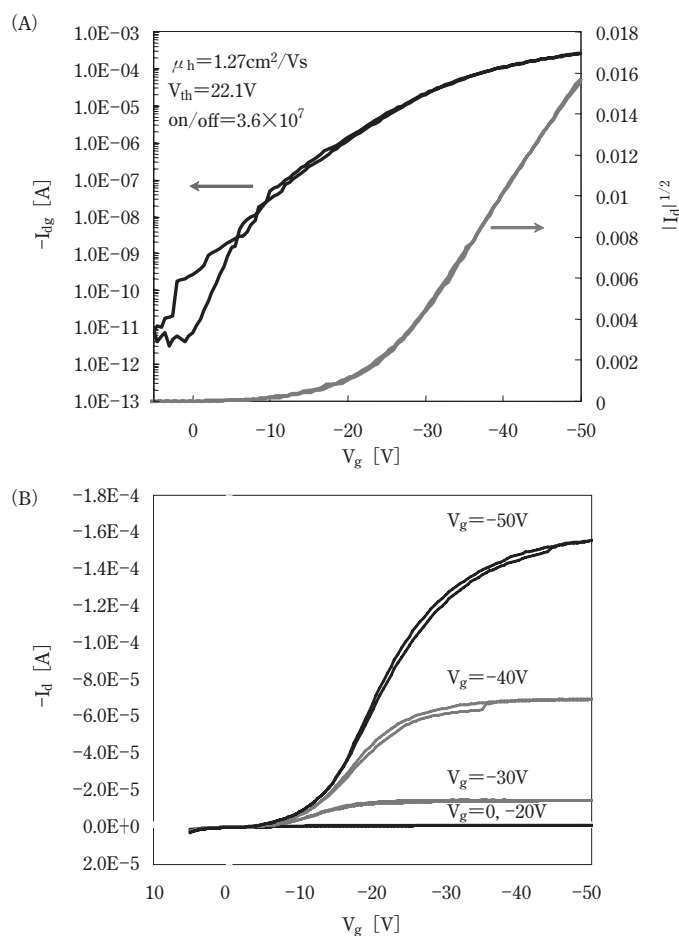 (A)
1.0E−03
1.0E−04
1.0E−05
1.0E−06
1.0E−07
1.0E−08
1.0E−09
1.0E−10
1.0E−11
1.0E−12
1.0E−13
−Idg [A]
μh=1.27cm²/Vs
Vth=22.1V
on/off=3.6×10⁷
0.018
0.016
0.014
0.012
0.01
0.008
0.006
0.004
0.002
0
|Id|^1/2
0 −10 −20 −30 −40 −50
Vg [V]
(B)
−1.8E-4
−1.6E-4
−1.4E-4
−1.2E-4
−1.0E-4
−8.0E-5
−6.0E-5
−4.0E-5
−2.0E-5
0.0E+0
2.0E-5
−Id [A]
Vg=−50V
Vg=−40V
Vg=−30V
Vg=0, −20V
10 0 −10 −20 −30 −40 −50
Vg [V]